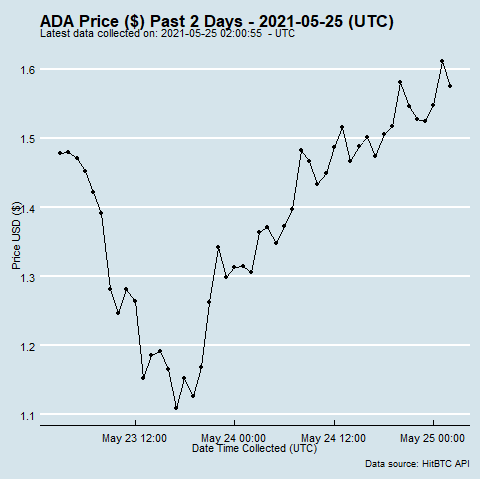 ADA Price ($) Past 2 Days - 2021-05-25 (UTC)
Latest data collected on: 2021-05-25 02:00:55 - UTC
1.6
1.5
1.4
1.3
1.2
1.1
Price USD ($)
May 23 12:00 May 24 00:00 May 24 12:00 May 25 00:00
Date Time Collected (UTC)
Data source: HitBTC API